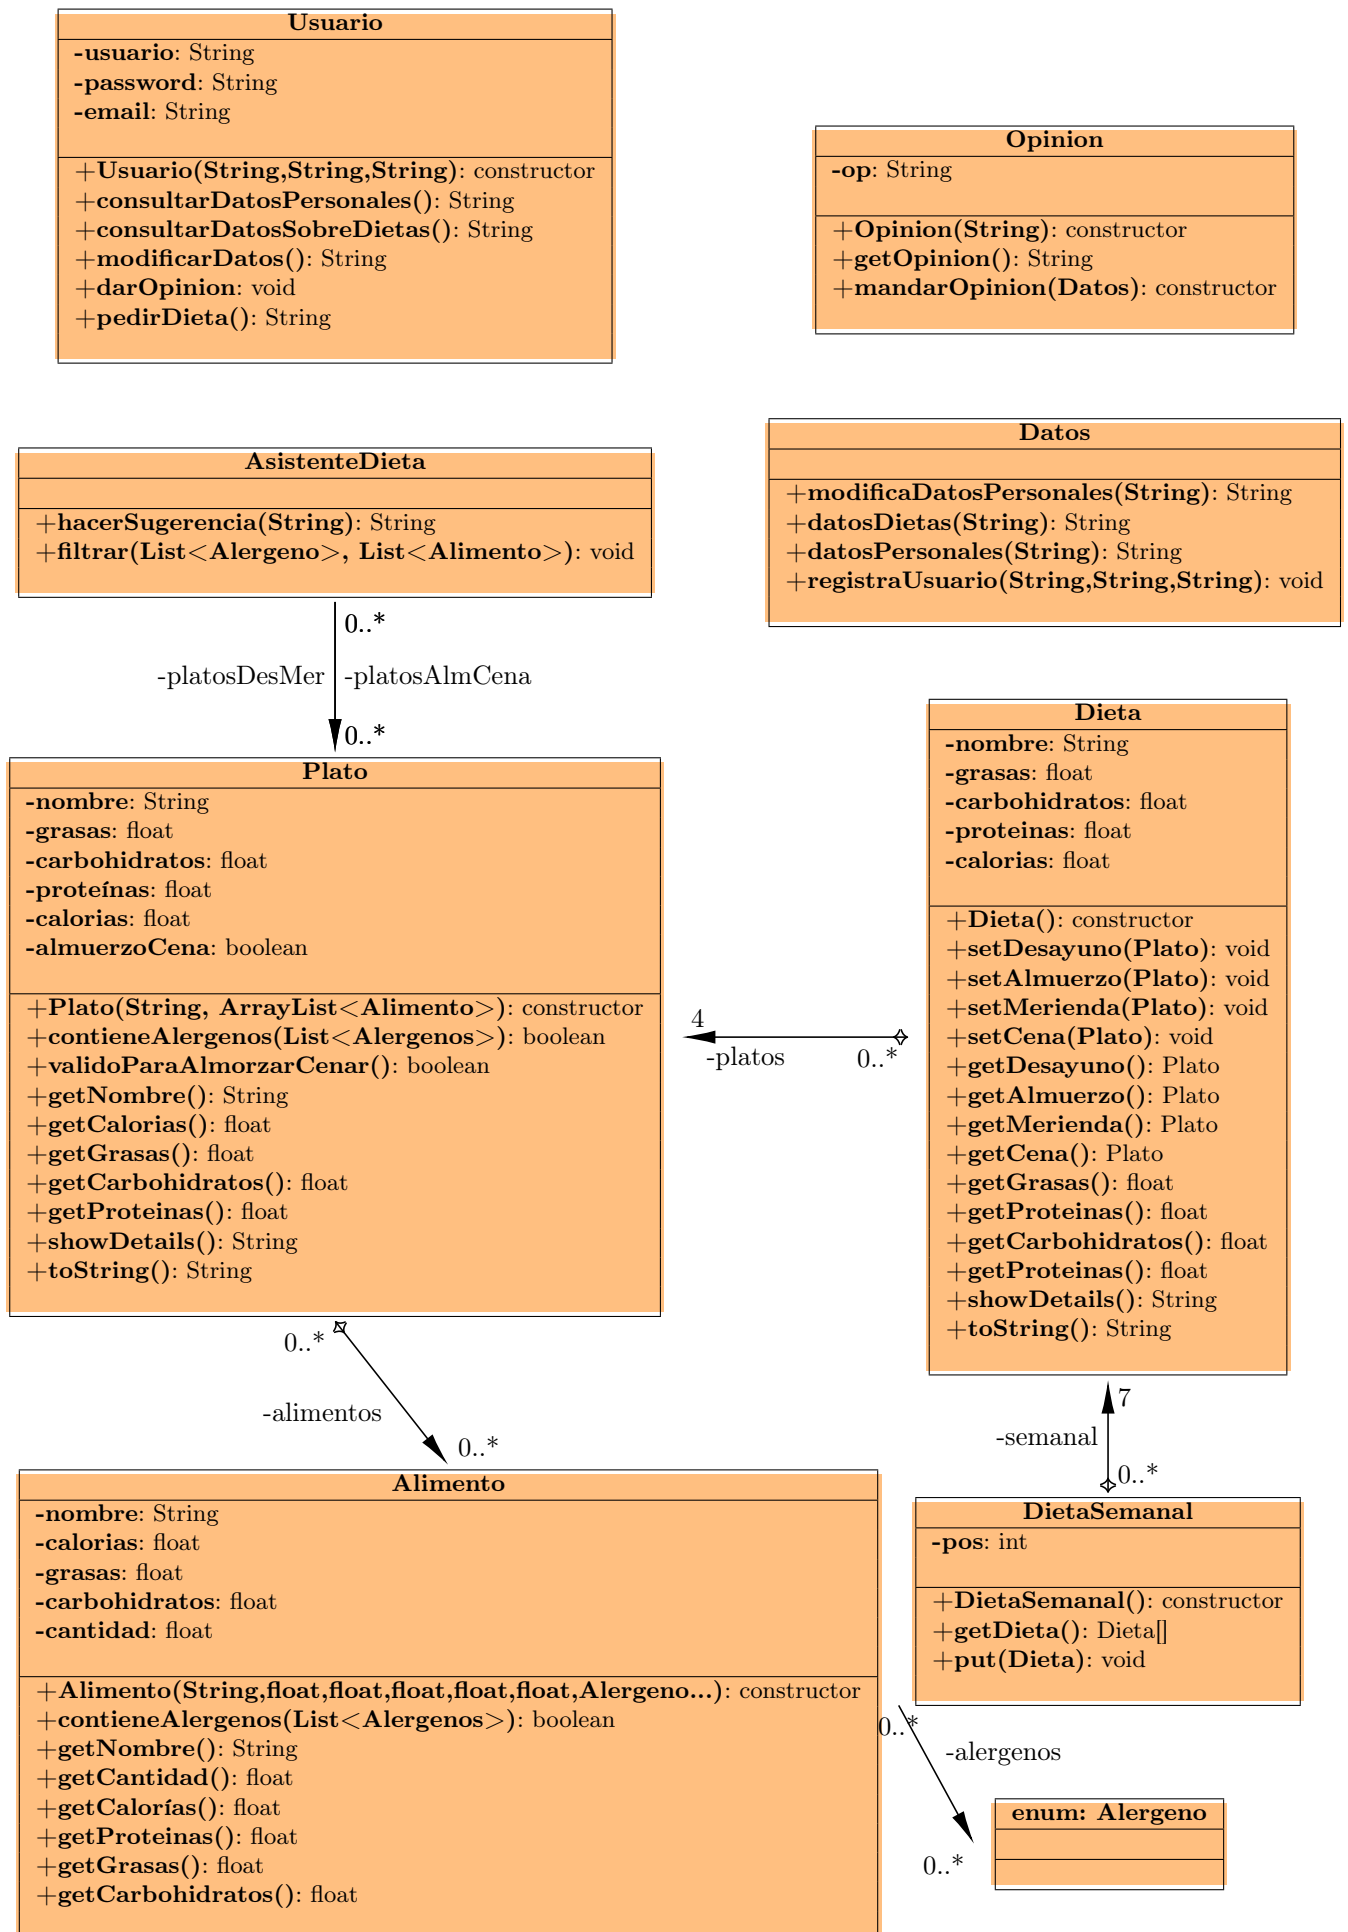 Usuario
-usuario: String
-password: String
-email: String
+Usuario(String,String,String): constructor
+consultarDatosPersonales(): String
+consultarDatosSobreDietas(): String
+modificarDatos(): String
+darOpinion: void
+pedirDieta(): String
Opinion
-op: String
+Opinion(String): constructor
+getOpinion(): String
+mandarOpinion(Datos): constructor
AsistenteDieta
+hacerSugerencia(String): String
+filtrar(List<Alergeno>, List<Alimento>): void
Datos
+modificaDatosPersonales(String): String
+datosDietas(String): String
+datosPersonales(String): String
+registraUsuario(String,String,String): void
0..*
-platosDesMer
-platosAlmCena
0..*
Plato
-nombre: String
-grasas: float
-carbohidratos: float
-proteínas: float
-calorias: float
-almuerzoCena: boolean
+Plato(String, ArrayList<Alimento>): constructor
+contieneAlergenos(List<Alergenos>): boolean
+validoParaAlmorzarCenar(): boolean
+getNombre(): String
+getCalorias(): float
+getGrasas(): float
+getCarbohidratos(): float
+getProteinas(): float
+showDetails(): String
+toString(): String
4
-platos
0..*
Dieta
-nombre: String
-grasas: float
-carbohidratos: float
-proteinas: float
-calorias: float
+Dieta(): constructor
+setDesayuno(Plato): void
+setAlmuerzo(Plato): void
+setMerienda(Plato): void
+setCena(Plato): void
+getDesayuno(): Plato
+getAlmuerzo(): Plato
+getMerienda(): Plato
+getCena(): Plato
+getGrasas(): float
+getProteinas(): float
+getCarbohidratos(): float
+getProteinas(): float
+showDetails(): String
+toString(): String
0..*
-alimentos
0..*
7
-semanal
0..*
Alimento
-nombre: String
-calorias: float
-grasas: float
-carbohidratos: float
-cantidad: float
+Alimento(String,float,float,float,float,float,Alergeno...): constructor
+contieneAlergenos(List<Alergenos>): boolean
+getNombre(): String
+getCantidad(): float
+getCalorías(): float
+getProteinas(): float
+getGrasas(): float
+getCarbohidratos(): float
DietaSemanal
-pos: int
+DietaSemanal(): constructor
+getDieta(): Dieta[]
+put(Dieta): void
0..*
-alergenos
0..*
enum: Alergeno